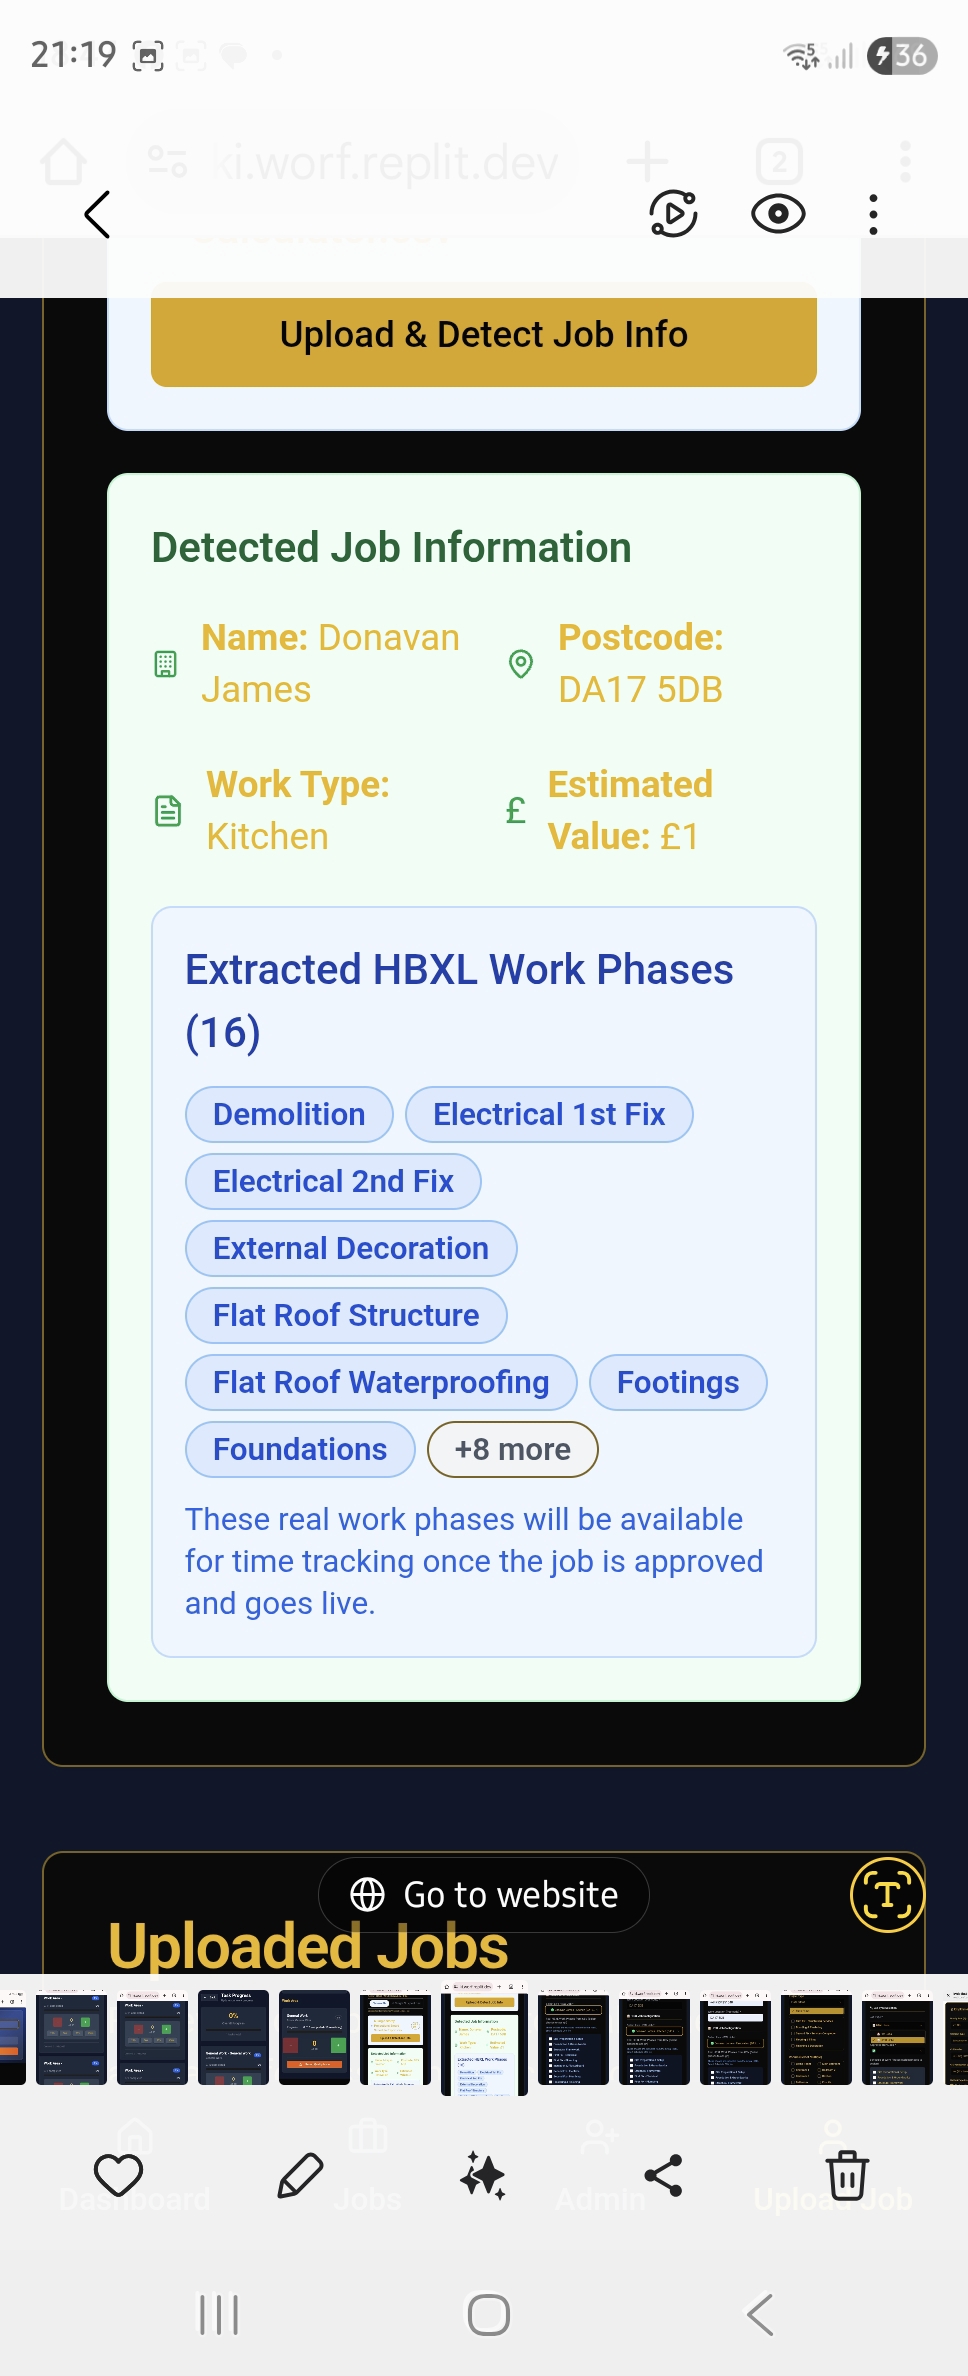 21:19
5
36
ki.worf.replit.dev
2
Upload & Detect Job Info
Detected Job Information
Name: Donavan
James
Postcode:
DA17 5DB
Work Type:
Kitchen
£
Estimated
Value: £1
Extracted HBXL Work Phases
(16)
Demolition
Electrical 1st Fix
Electrical 2nd Fix
External Decoration
Flat Roof Structure
Flat Roof Waterproofing
Footings
Foundations
+8 more
These real work phases will be available
for time tracking once the job is approved
and goes live.
Go to website
T
Uploaded Jobs
Dashboard
Jobs
Admin
Upload Job